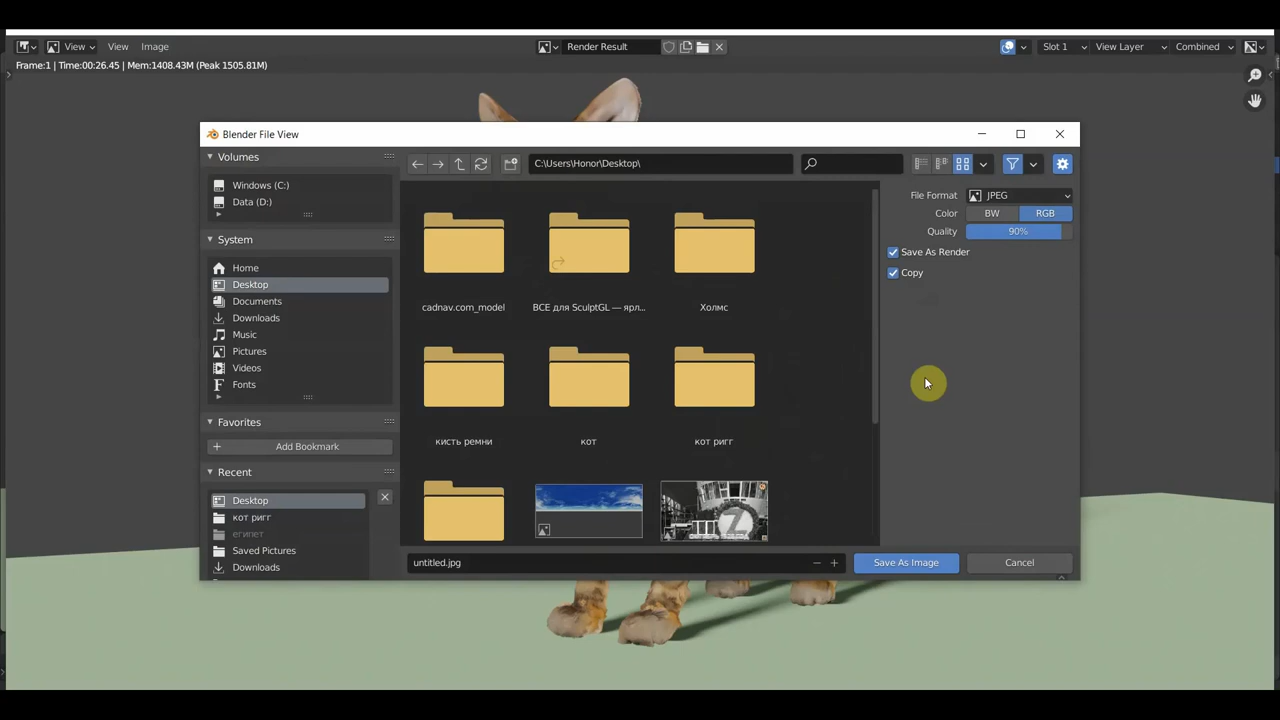 View
View
Image
Render Result
Slot 1
View Layer
Combined
Frame:1 | Time:00:26.45 | Mem:1408.43M (Peak 1505.81M)
Blender File View
Volumes
Windows (C:)
Data (D:)
System
Home
Desktop
Documents
Downloads
Music
Pictures
Videos
Fonts
Favorites
Add Bookmark
Recent
Desktop
кот ригг
египет
Saved Pictures
Downloads
C:\Users\Honor\Desktop\
cadnav.com_model
ВСЕ для SculptGL — ярл...
Холмс
кисть ремни
кот
кот ригг
Z
File Format
JPEG
Color
BW
RGB
Quality
90%
Save As Render
Copy
untitled.jpg
Save As Image
Cancel